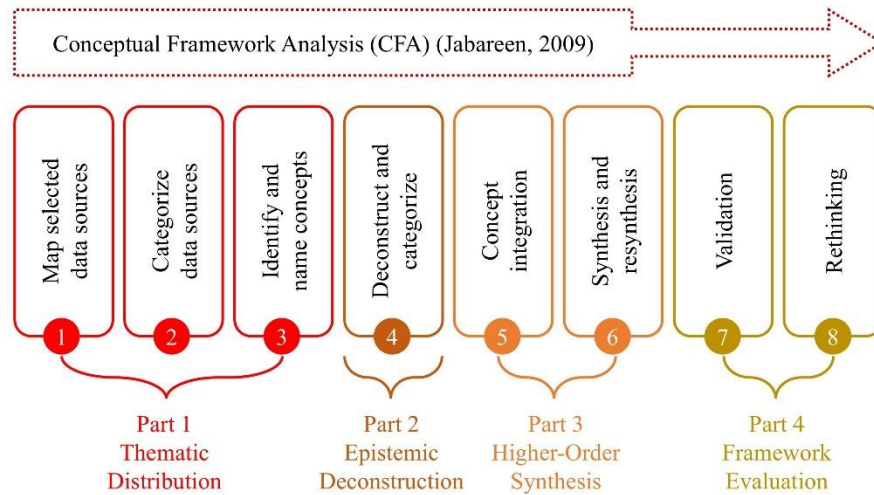 Conceptual Framework Analysis (CFA) (Jabareen, 2009)
Map selected
data sources
1
Categorize
data sources
2
Identify and
name concepts
3
Deconstruct and
categorize
4
Concept
integration
5
Synthesis and
resynthesis
6
Validation
7
Rethinking
8
Part 1
Thematic
Distribution
Part 2
Epistemic
Deconstruction
Part 3
Higher-Order
Synthesis
Part 4
Framework
Evaluation